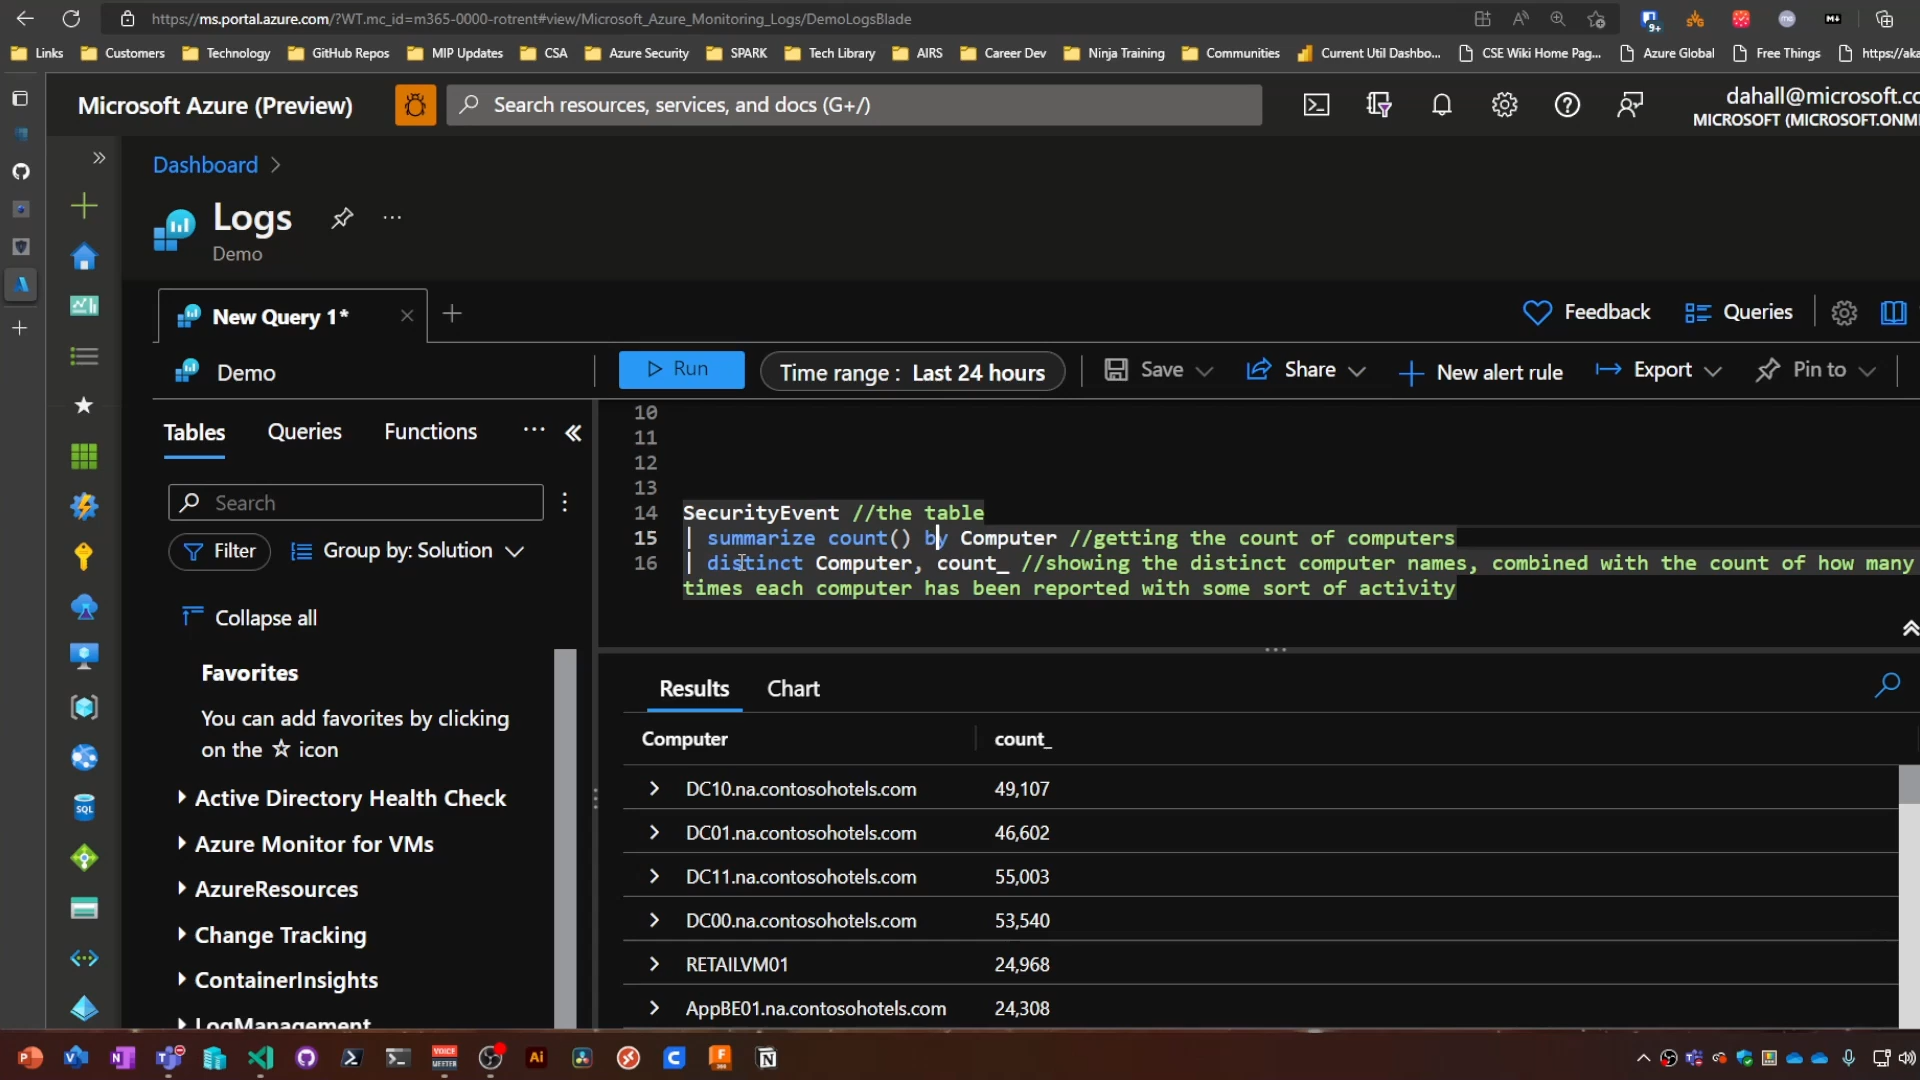 https://ms.portal.azure.com/?WT.mc_id=m365-0000-rotrent#view/Microsoft_Azure_Monitoring_Logs/DemoLogsBlade
Links Customers Technology GitHub Repos MIP Updates CSA Azure Security SPARK Tech Library AIRS Career Dev Ninja Training Communities Current Util Dashbo... CSE Wiki Home Pag... Azure Global Free Things https://aka
Microsoft Azure (Preview)
Search resources, services, and docs (G+/)
dahall@microsoft.co
MICROSOFT (MICROSOFT.ONM
Dashboard >
Logs ...
Demo
New Query 1*
Feedback Queries
Demo
Run
Time range : Last 24 hours
Save Share New alert rule Export Pin to
Tables Queries Functions ...
Search
Filter
Group by: Solution
Collapse all
Favorites
You can add favorites by clicking
on the ☆ icon
Active Directory Health Check
Azure Monitor for VMs
AzureResources
Change Tracking
ContainerInsights
LogManagement
10
11
12
13
14 SecurityEvent //the table
15 | summarize count() by Computer //getting the count of computers
16 | distinct Computer, count_ //showing the distinct computer names, combined with the count of how many
times each computer has been reported with some sort of activity
Results Chart
Computer count_
DC10.na.contosohotels.com 49,107
DC01.na.contosohotels.com 46,602
DC11.na.contosohotels.com 55,003
DC00.na.contosohotels.com 53,540
RETAILVM01 24,968
AppBE01.na.contosohotels.com 24,308